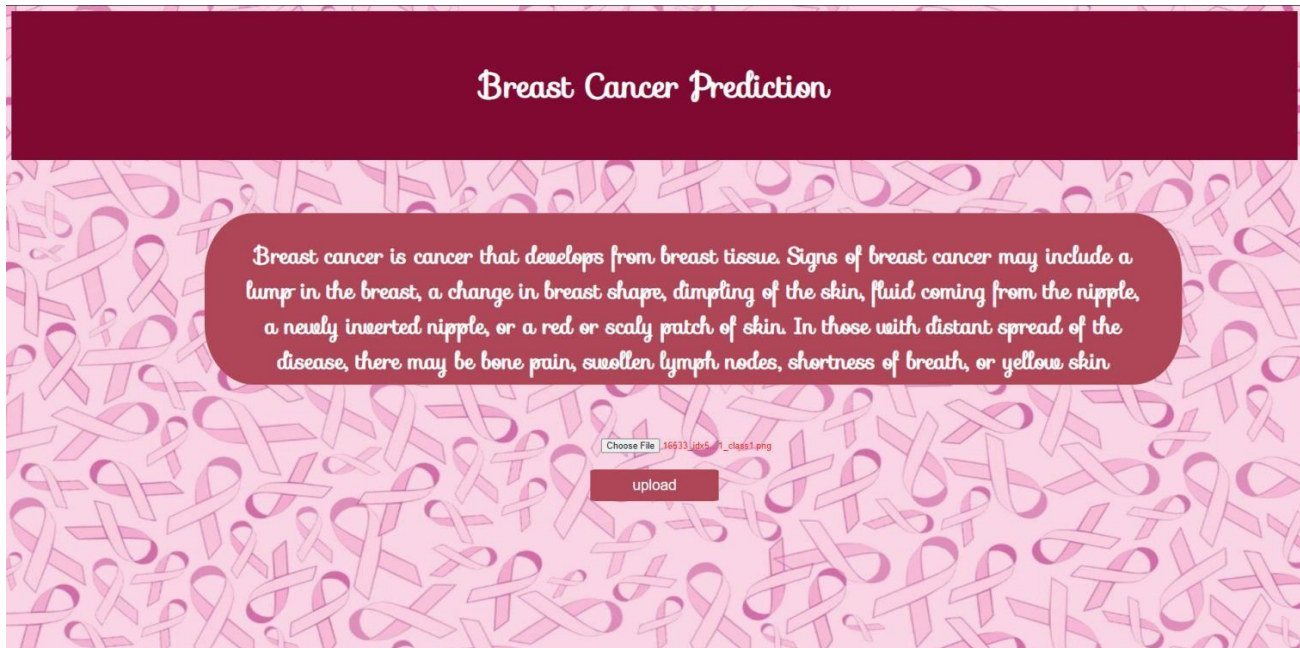 Breast Cancer Prediction
Breast cancer is cancer that develops from breast tissue. Signs of breast cancer may include a
lump in the breast, a change in breast shape, dimpling of the skin, fluid coming from the nipple,
a newly inverted nipple, or a red or scaly patch of skin. In those with distant spread of the
disease, there may be bone pain, swollen lymph nodes, shortness of breath, or yellow skin
Choose File 16533_idx5...1_class1.png
upload